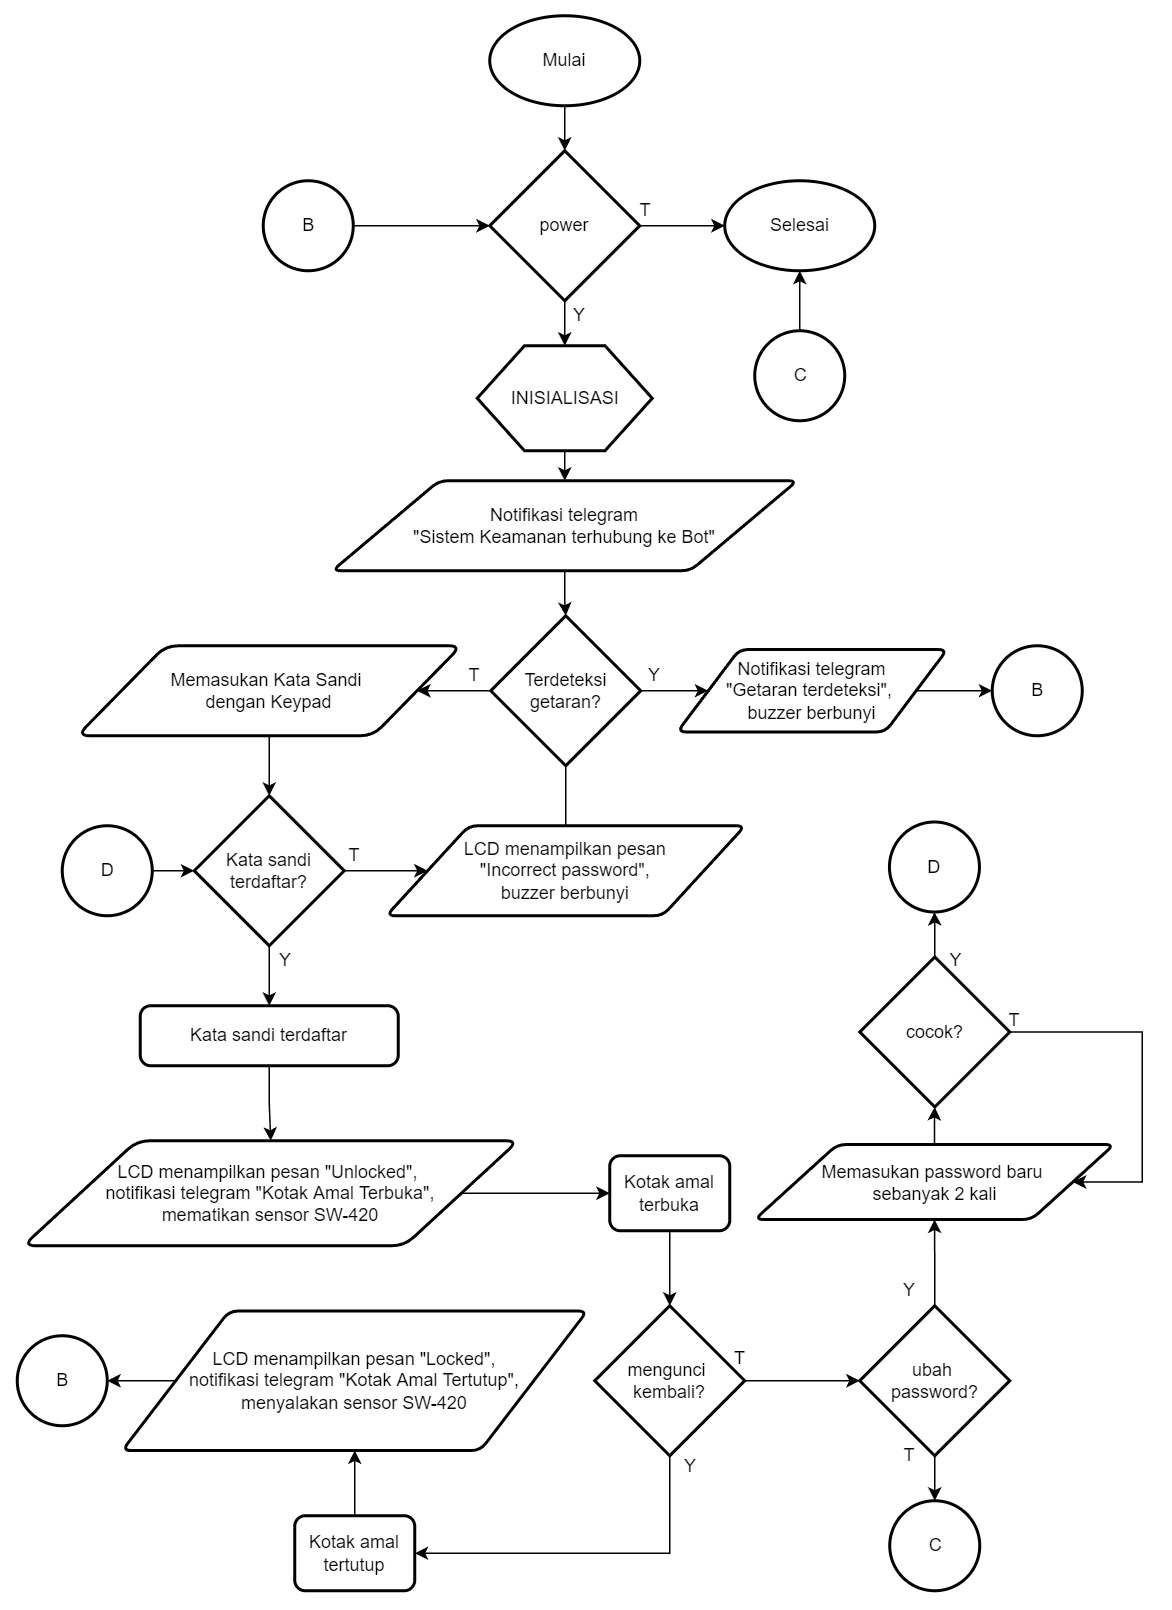 Mulai
B
power
T
Selesai
Y
C
INISIALISASI
Notifikasi telegram
"Sistem Keamanan terhubung ke Bot"
Memasukan Kata Sandi
dengan Keypad
T
Terdeteksi
getaran?
Y
Notifikasi telegram
"Getaran terdeteksi",
buzzer berbunyi
B
D
Kata sandi
terdaftar?
T
LCD menampilkan pesan
"Incorrect password",
buzzer berbunyi
D
Y
Y
Kata sandi terdaftar
cocok?
T
LCD menampilkan pesan "Unlocked",
notifikasi telegram "Kotak Amal Terbuka",
mematikan sensor SW-420
Kotak amal
terbuka
Memasukan password baru
sebanyak 2 kali
Y
B
LCD menampilkan pesan "Locked",
notifikasi telegram "Kotak Amal Tertutup",
menyalakan sensor SW-420
mengunci
kembali?
T
ubah
password?
Y
T
Kotak amal
tertutup
C